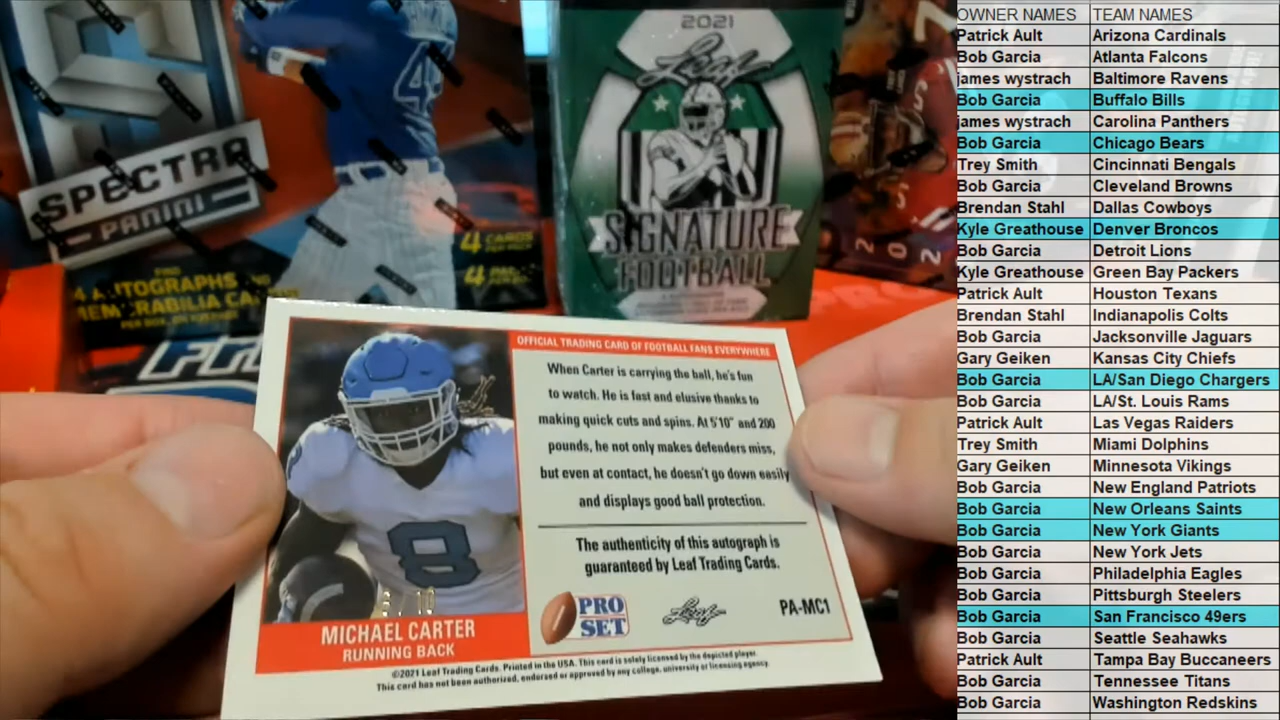 SPECTRA
PANINI
4 CARDS
AUTOGRAPHS
2021
Leaf
SIGNATURE
FOOTBALL
OFFICIAL TRADING CARD OF FOOTBALL FANS EVERYWHERE
When Carter is carrying the ball, he's fun
to watch. He is fast and elusive thanks to
making quick cuts and spins. At 5'10" and 200
pounds, he not only makes defenders miss,
but even at contact, he doesn't go down easily
and displays good ball protection.
The authenticity of this autograph is
guaranteed by Leaf Trading Cards.
8
MICHAEL CARTER
RUNNING BACK
PRO
SET
Leaf
PA-MC1
©2021 Leaf Trading Cards. Printed in the USA. This card is solely licensed by the depicted player.
This card has not been authorized, endorsed or approved by any college, university or licensing agency.
OWNER NAMES TEAM NAMES
Patrick Ault Arizona Cardinals
Bob Garcia Atlanta Falcons
james wystrach Baltimore Ravens
Bob Garcia Buffalo Bills
james wystrach Carolina Panthers
Bob Garcia Chicago Bears
Trey Smith Cincinnati Bengals
Bob Garcia Cleveland Browns
Brendan Stahl Dallas Cowboys
Kyle Greathouse Denver Broncos
Bob Garcia Detroit Lions
Kyle Greathouse Green Bay Packers
Patrick Ault Houston Texans
Brendan Stahl Indianapolis Colts
Bob Garcia Jacksonville Jaguars
Gary Geiken Kansas City Chiefs
Bob Garcia LA/San Diego Chargers
Bob Garcia LA/St. Louis Rams
Patrick Ault Las Vegas Raiders
Trey Smith Miami Dolphins
Gary Geiken Minnesota Vikings
Bob Garcia New England Patriots
Bob Garcia New Orleans Saints
Bob Garcia New York Giants
Bob Garcia New York Jets
Bob Garcia Philadelphia Eagles
Bob Garcia Pittsburgh Steelers
Bob Garcia San Francisco 49ers
Bob Garcia Seattle Seahawks
Patrick Ault Tampa Bay Buccaneers
Bob Garcia Tennessee Titans
Bob Garcia Washington Redskins